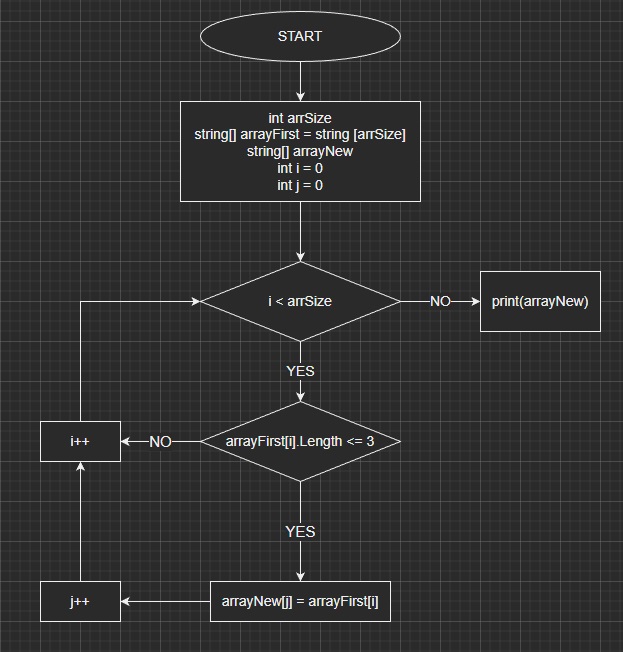 START
int arrSize
string[] arrayFirst = string [arrSize]
string[] arrayNew
int i = 0
int j = 0
i < arrSize
NO
print(arrayNew)
YES
arrayFirst[i].Length <= 3
NO
i++
YES
arrayNew[j] = arrayFirst[i]
j++